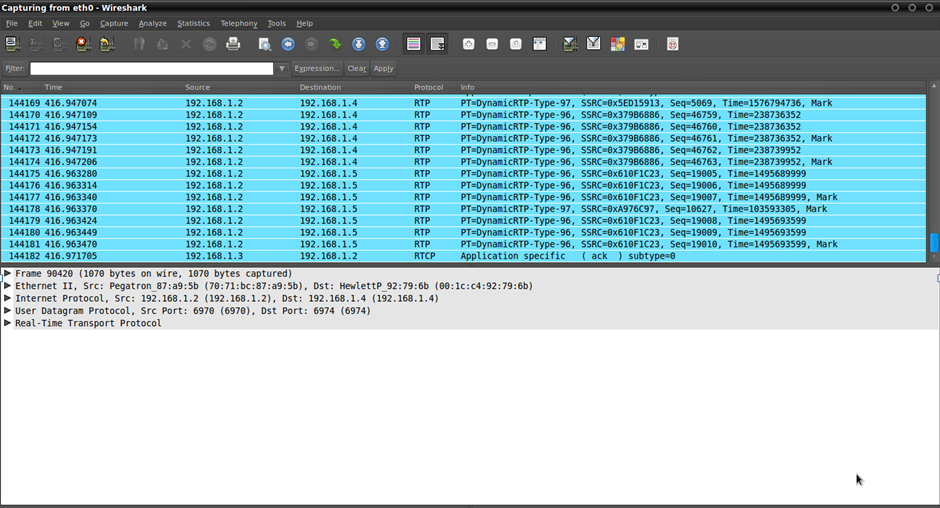 Capturing from eth0 - Wireshark
File Edit View Go Capture Analyze Statistics Telephony Tools Help
Filter: Expression... Clear Apply
No. Time Source Destination Protocol Info
144169 416.947074 192.168.1.2 192.168.1.4 RTP PT=DynamicRTP-Type-97, SSRC=0x5ED15913, Seq=5069, Time=1576794736, Mark
144170 416.947109 192.168.1.2 192.168.1.4 RTP PT=DynamicRTP-Type-96, SSRC=0x379B6886, Seq=46759, Time=238736352
144171 416.947154 192.168.1.2 192.168.1.4 RTP PT=DynamicRTP-Type-96, SSRC=0x379B6886, Seq=46760, Time=238736352
144172 416.947173 192.168.1.2 192.168.1.4 RTP PT=DynamicRTP-Type-96, SSRC=0x379B6886, Seq=46761, Time=238736352, Mark
144173 416.947191 192.168.1.2 192.168.1.4 RTP PT=DynamicRTP-Type-96, SSRC=0x379B6886, Seq=46762, Time=238739952
144174 416.947206 192.168.1.2 192.168.1.4 RTP PT=DynamicRTP-Type-96, SSRC=0x379B6886, Seq=46763, Time=238739952, Mark
144175 416.963280 192.168.1.2 192.168.1.5 RTP PT=DynamicRTP-Type-96, SSRC=0x610F1C23, Seq=19005, Time=1495689999
144176 416.963314 192.168.1.2 192.168.1.5 RTP PT=DynamicRTP-Type-96, SSRC=0x610F1C23, Seq=19006, Time=1495689999
144177 416.963340 192.168.1.2 192.168.1.5 RTP PT=DynamicRTP-Type-96, SSRC=0x610F1C23, Seq=19007, Time=1495689999, Mark
144178 416.963370 192.168.1.2 192.168.1.5 RTP PT=DynamicRTP-Type-97, SSRC=0xA976C97, Seq=10627, Time=103593305, Mark
144179 416.963424 192.168.1.2 192.168.1.5 RTP PT=DynamicRTP-Type-96, SSRC=0x610F1C23, Seq=19008, Time=1495693599
144180 416.963449 192.168.1.2 192.168.1.5 RTP PT=DynamicRTP-Type-96, SSRC=0x610F1C23, Seq=19009, Time=1495693599
144181 416.963470 192.168.1.2 192.168.1.5 RTP PT=DynamicRTP-Type-96, SSRC=0x610F1C23, Seq=19010, Time=1495693599, Mark
144182 416.971705 192.168.1.3 192.168.1.2 RTCP Application specific ( ack ) subtype=0
Frame 90420 (1070 bytes on wire, 1070 bytes captured)
Ethernet II, Src: Pegatron_87:a9:5b (70:71:bc:87:a9:5b), Dst: HewlettP_92:79:6b (00:1c:c4:92:79:6b)
Internet Protocol, Src: 192.168.1.2 (192.168.1.2), Dst: 192.168.1.4 (192.168.1.4)
User Datagram Protocol, Src Port: 6970 (6970), Dst Port: 6974 (6974)
Real-Time Transport Protocol